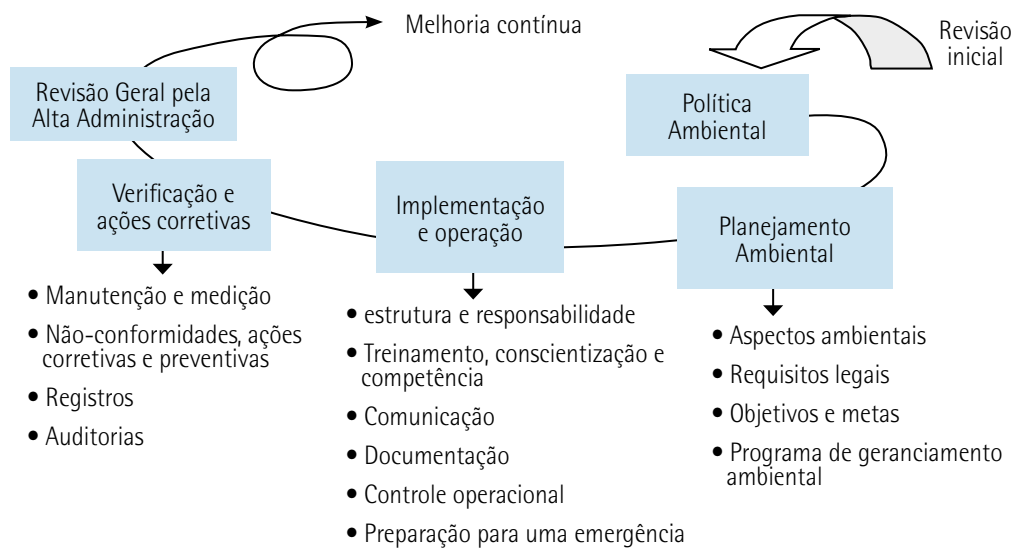 Melhoria contínua
Revisão
inicial
Revisão Geral pela
Alta Administração
Política
Ambiental
Verificação e
ações corretivas
Implementação
e operação
Planejamento
Ambiental
• Manutenção e medição
• Não-conformidades, ações
corretivas e preventivas
• Registros
• Auditorias
• estrutura e responsabilidade
• Treinamento, conscientização e
competência
• Comunicação
• Documentação
• Controle operacional
• Preparação para uma emergência
• Aspectos ambientais
• Requisitos legais
• Objetivos e metas
• Programa de geranciamento
ambiental